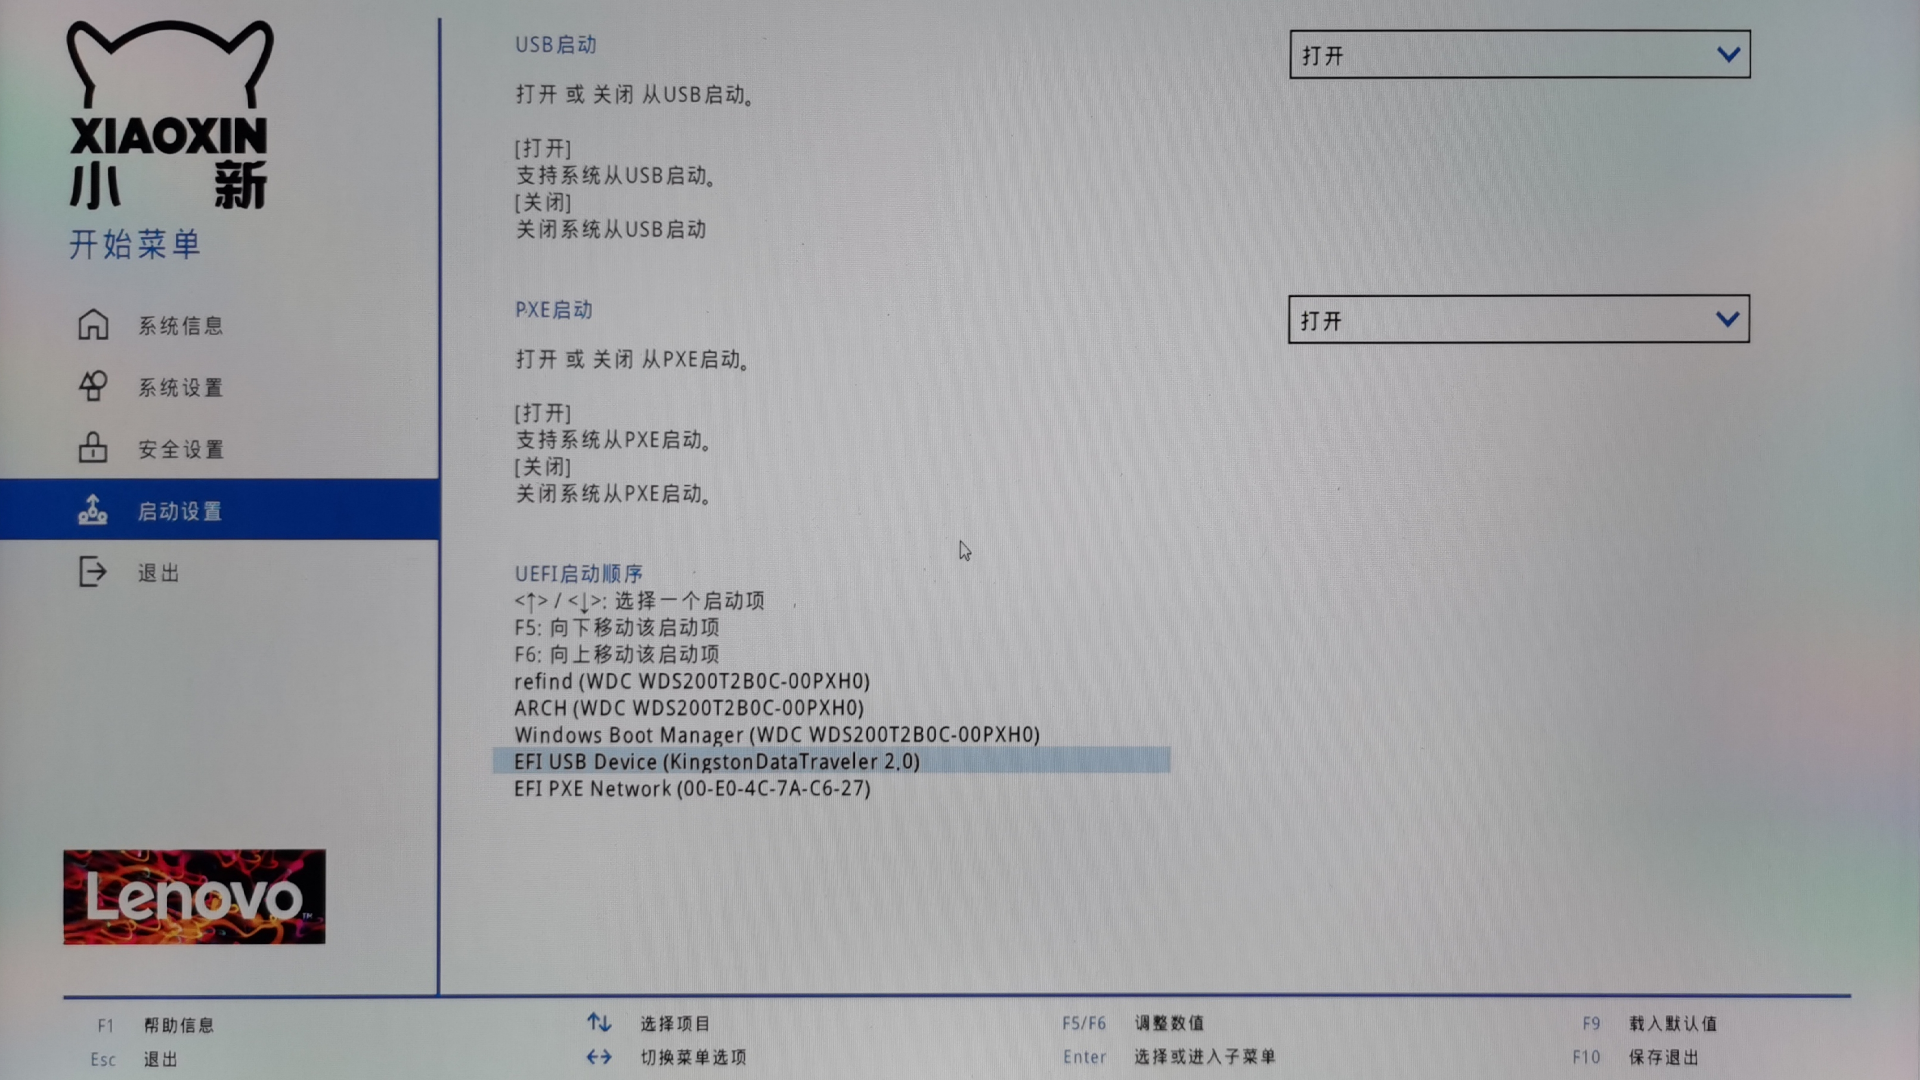 XIAOXIN
小新
开始菜单
系统信息
系统设置
安全设置
启动设置
退出
Lenovo™
USB启动
打开
打开 或 关闭 从USB启动。
[打开]
支持系统从USB启动。
[关闭]
关闭系统从USB启动
PXE启动
打开
打开 或 关闭 从PXE启动。
[打开]
支持系统从PXE启动。
[关闭]
关闭系统从PXE启动。
UEFI启动顺序
<↑> / <↓>: 选择一个启动项
F5: 向下移动该启动项
F6: 向上移动该启动项
refind (WDC WDS200T2B0C-00PXH0)
ARCH (WDC WDS200T2B0C-00PXH0)
Windows Boot Manager (WDC WDS200T2B0C-00PXH0)
EFI USB Device (KingstonDataTraveler 2.0)
EFI PXE Network (00-E0-4C-7A-C6-27)
F1 帮助信息
↑↓ 选择项目
F5/F6 调整数值
F9 载入默认值
Esc 退出
←→ 切换菜单选项
Enter 选择或进入子菜单
F10 保存退出